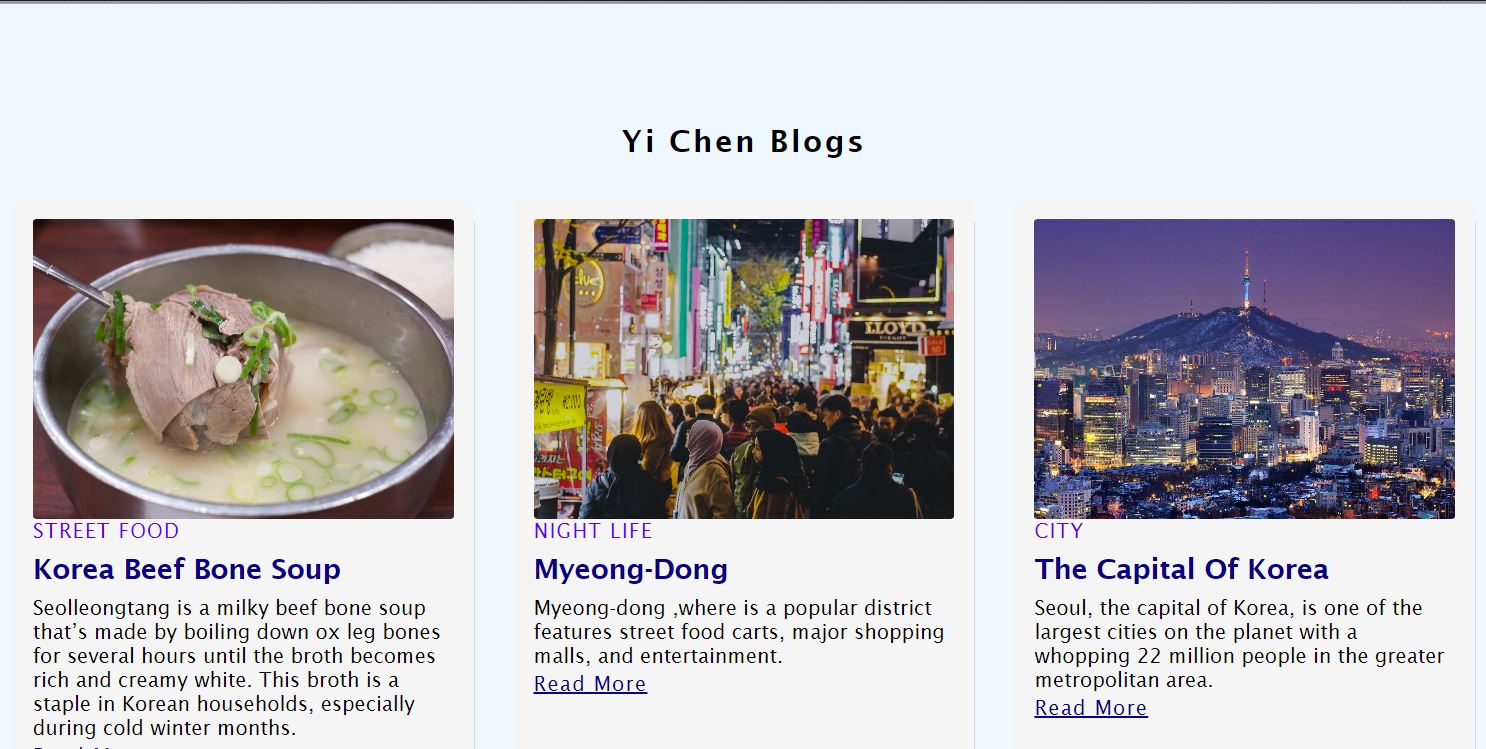 Yi Chen Blogs
LLOYD
STREET FOOD
Korea Beef Bone Soup
Seolleongtang is a milky beef bone soup
that’s made by boiling down ox leg bones
for several hours until the broth becomes
rich and creamy white. This broth is a
staple in Korean households, especially
during cold winter months.
NIGHT LIFE
Myeong-Dong
Myeong-dong ,where is a popular district
features street food carts, major shopping
malls, and entertainment.
Read More
CITY
The Capital Of Korea
Seoul, the capital of Korea, is one of the
largest cities on the planet with a
whopping 22 million people in the greater
metropolitan area.
Read More